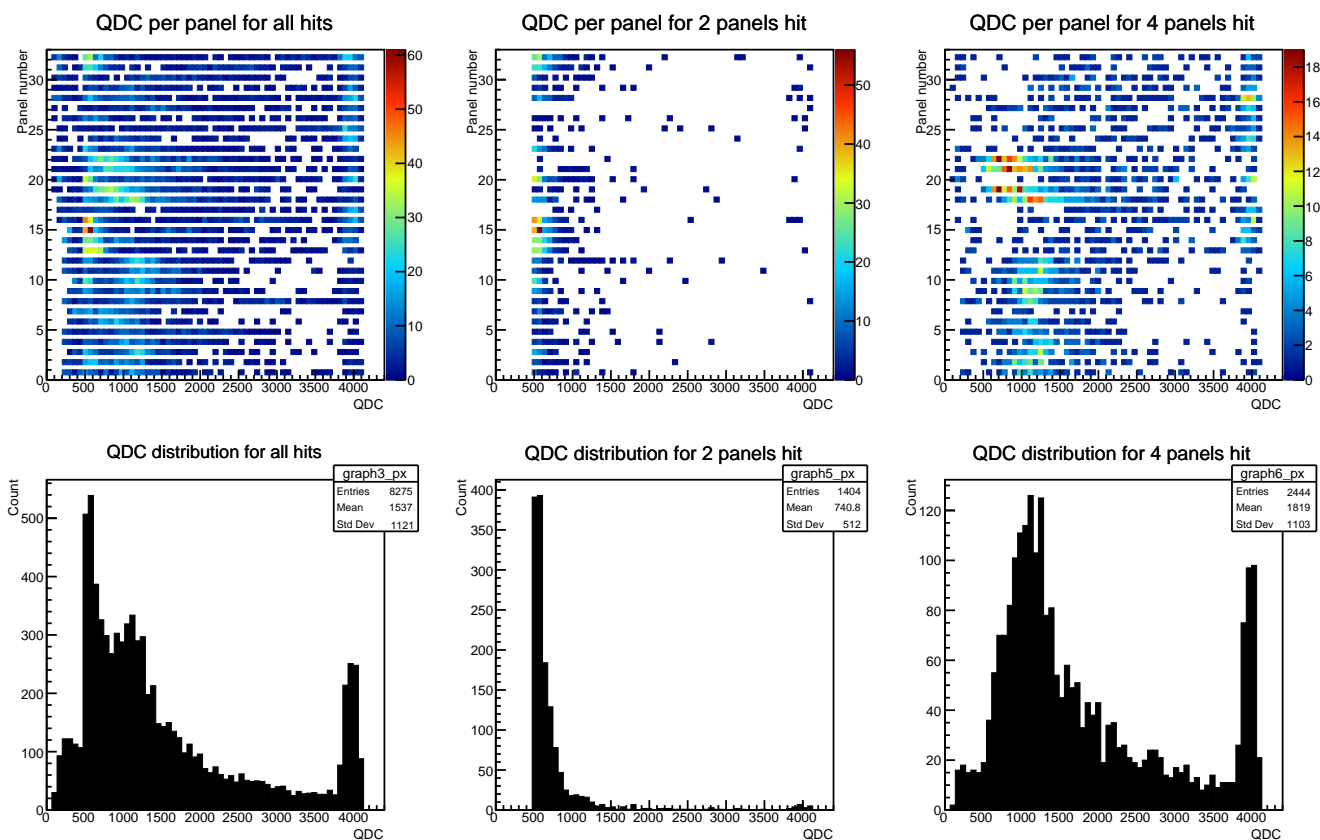 QDC per panel for all hits
Panel number
30
25
20
15
10
5
0
0 500 1000 1500 2000 2500 3000 3500 4000
QDC
60
50
40
30
20
10
0
QDC per panel for 2 panels hit
Panel number
30
25
20
15
10
5
0
0 500 1000 1500 2000 2500 3000 3500 4000
QDC
50
40
30
20
10
0
QDC per panel for 4 panels hit
Panel number
30
25
20
15
10
5
0
0 500 1000 1500 2000 2500 3000 3500 4000
QDC
18
16
14
12
10
8
6
4
2
0
QDC distribution for all hits
graph3_px
Entries 8275
Mean 1537
Std Dev 1121
Count
500
400
300
200
100
0
0 500 1000 1500 2000 2500 3000 3500 4000
QDC
QDC distribution for 2 panels hit
graph5_px
Entries 1404
Mean 740.8
Std Dev 512
Count
400
350
300
250
200
150
100
50
0
0 500 1000 1500 2000 2500 3000 3500 4000
QDC
QDC distribution for 4 panels hit
graph6_px
Entries 2444
Mean 1819
Std Dev 1103
Count
120
100
80
60
40
20
0
0 500 1000 1500 2000 2500 3000 3500 4000
QDC